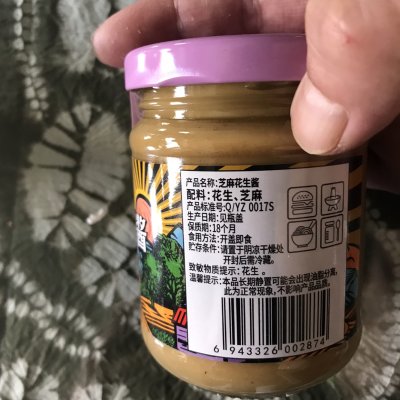 产品名称:芝麻花生酱
配料:花生、芝麻
产品标准号:Q/YZ 0017S
生产日期:见瓶盖
保质期:18个月
食用方法:开盖即食
贮存条件:请置于阴凉干燥处
开封后需冷藏。
致敏物质提示:花生。
温馨提示:本品长期静置可能会出现油脂分离,
此为正常现象,不影响产品品质。
6 943326 002874